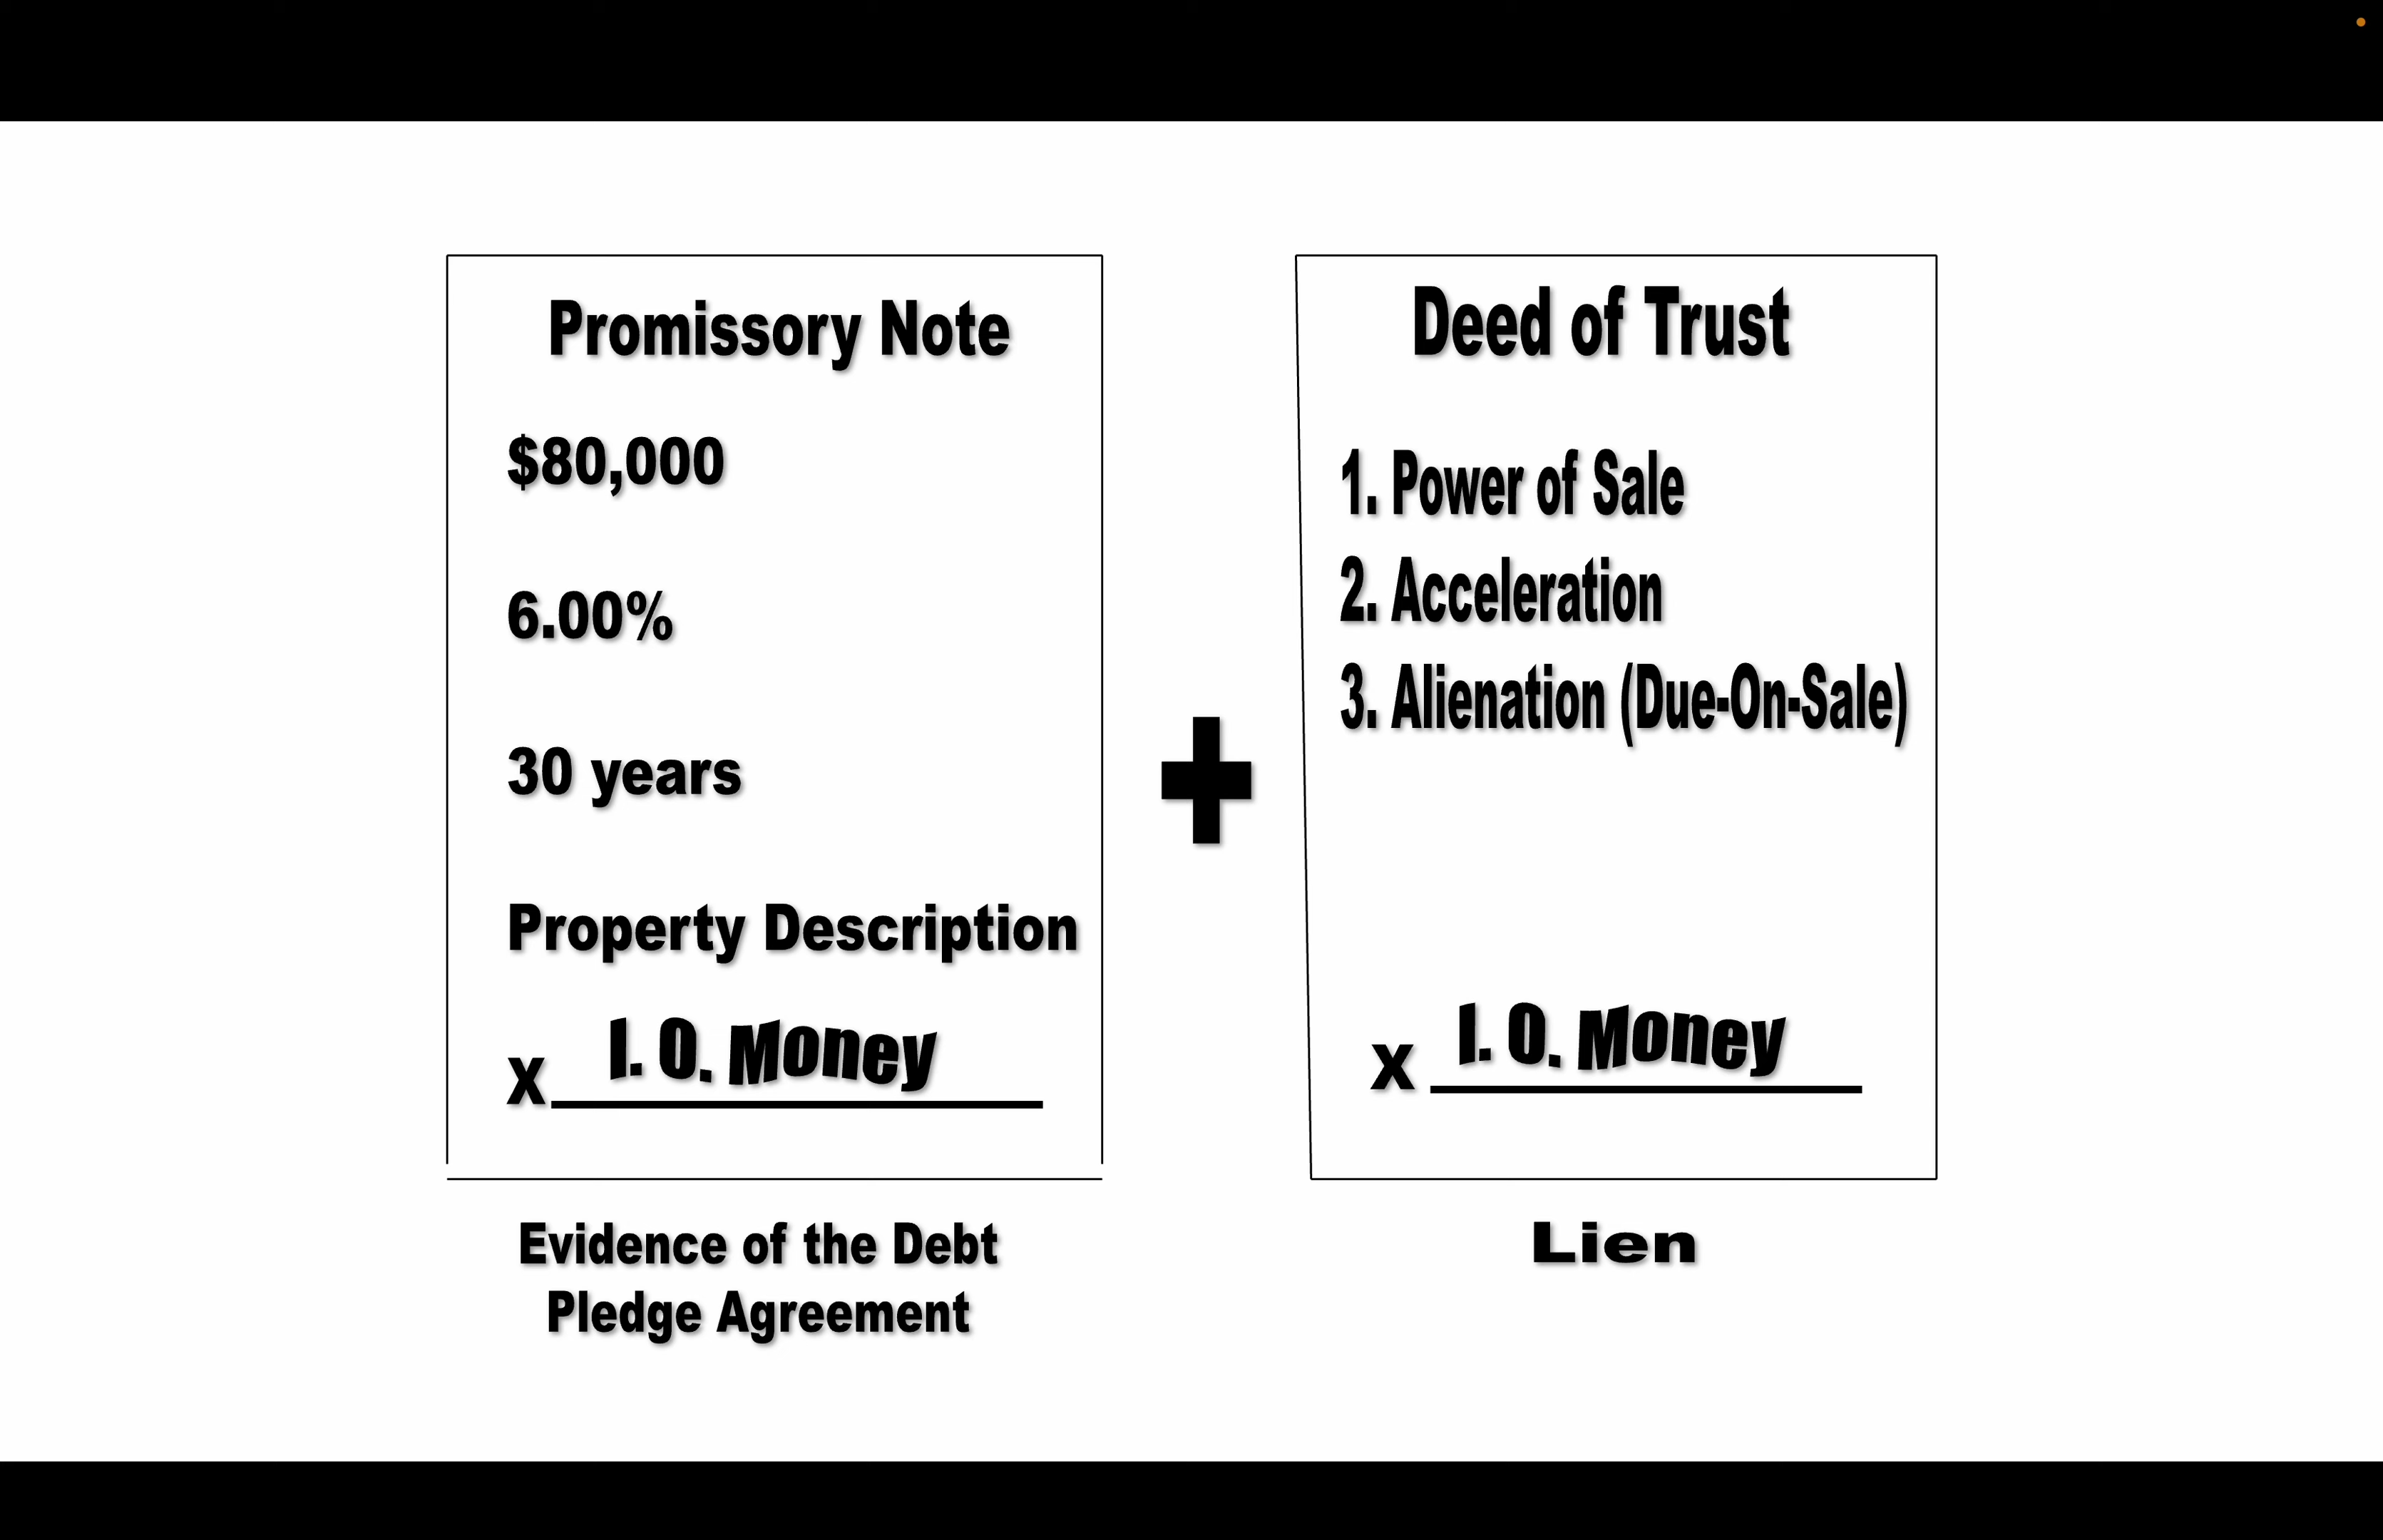 Promissory Note
$80,000
6.00%
30 years
Property Description
X I. O. Money
Evidence of the Debt
Pledge Agreement
+
Deed of Trust
1. Power of Sale
2. Acceleration
3. Alienation (Due-On-Sale)
X I. O. Money
Lien